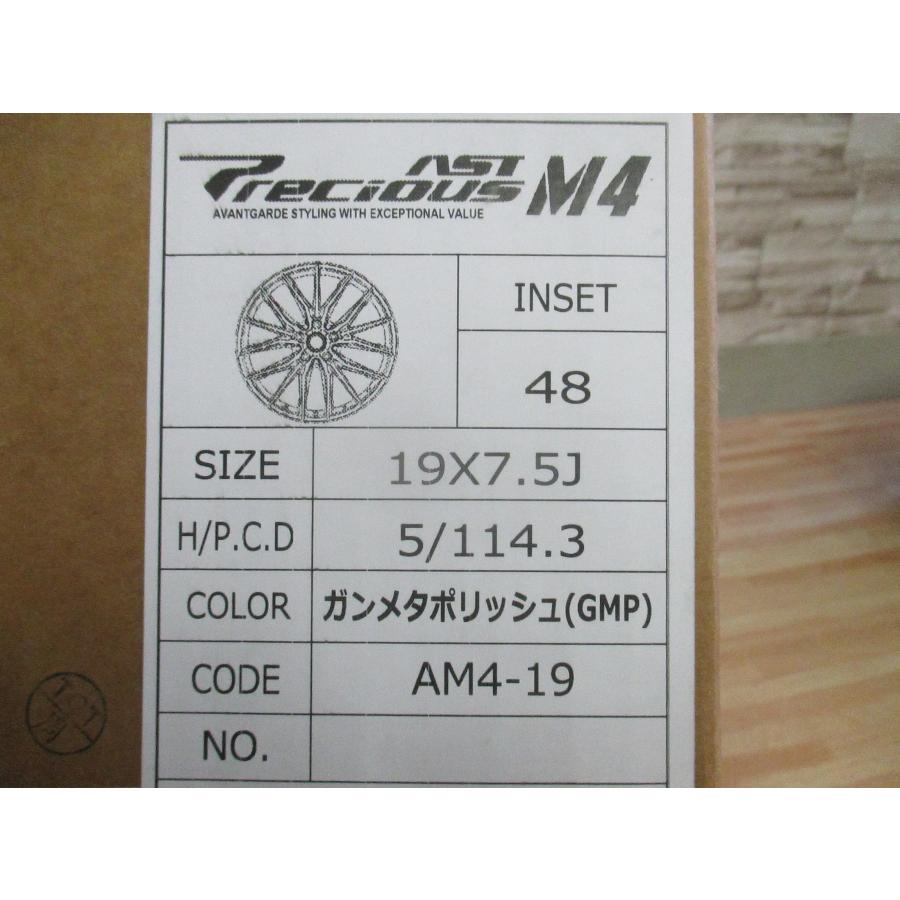 Precious AST M4
AVANTGARDE STYLING WITH EXCEPTIONAL VALUE
INSET
48
SIZE 19X7.5J
H/P.C.D 5/114.3
COLOR ガンメタポリッシュ(GMP)
CODE AM4-19
NO.